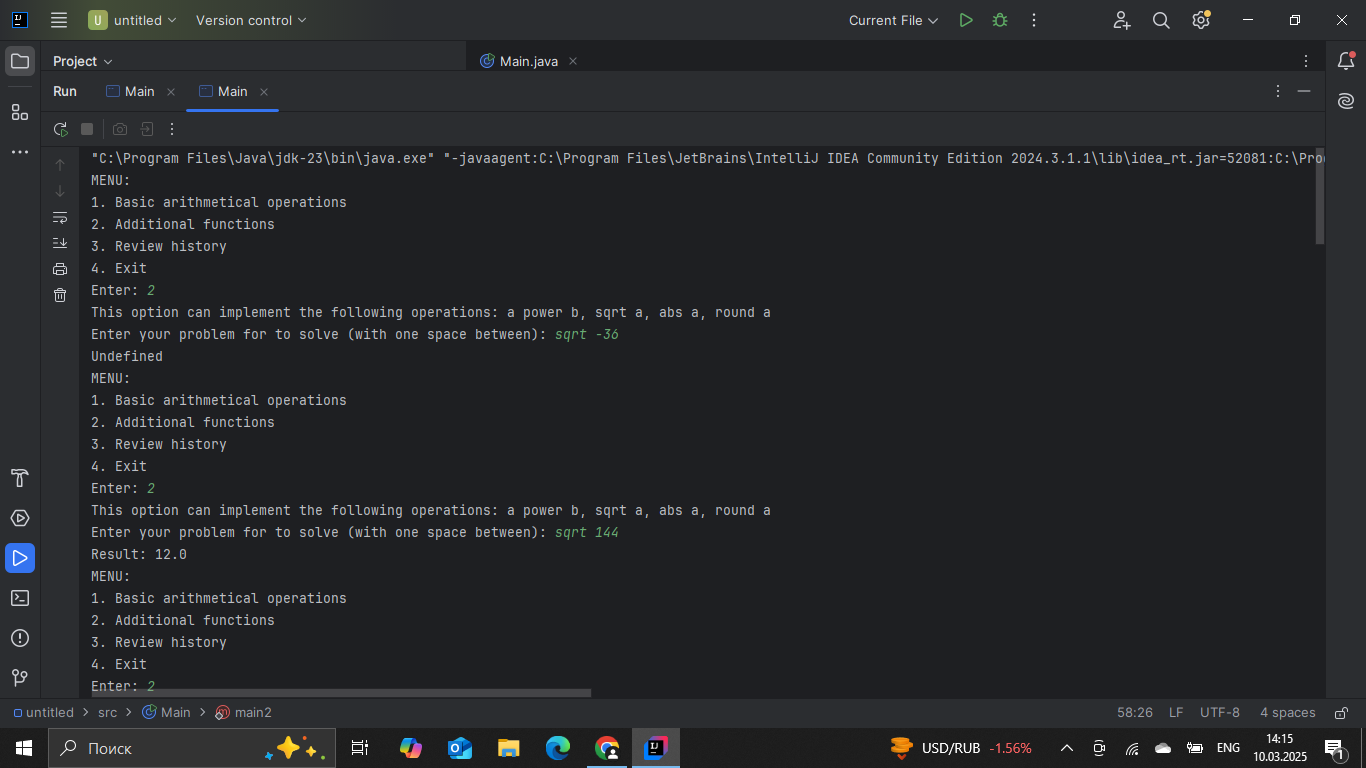 U untitled Version control Current File
Project Main.java
Run Main Main
"C:\Program Files\Java\jdk-23\bin\java.exe" "-javaagent:C:\Program Files\JetBrains\IntelliJ IDEA Community Edition 2024.3.1.1\lib\idea_rt.jar=52081:C:\Pro
MENU:
1. Basic arithmetical operations
2. Additional functions
3. Review history
4. Exit
Enter: 2
This option can implement the following operations: a power b, sqrt a, abs a, round a
Enter your problem for to solve (with one space between): sqrt -36
Undefined
MENU:
1. Basic arithmetical operations
2. Additional functions
3. Review history
4. Exit
Enter: 2
This option can implement the following operations: a power b, sqrt a, abs a, round a
Enter your problem for to solve (with one space between): sqrt 144
Result: 12.0
MENU:
1. Basic arithmetical operations
2. Additional functions
3. Review history
4. Exit
Enter: 2
untitled > src > Main > main2 58:26 LF UTF-8 4 spaces
Поиск USD/RUB -1.56% ENG 14:15
10.03.2025 1